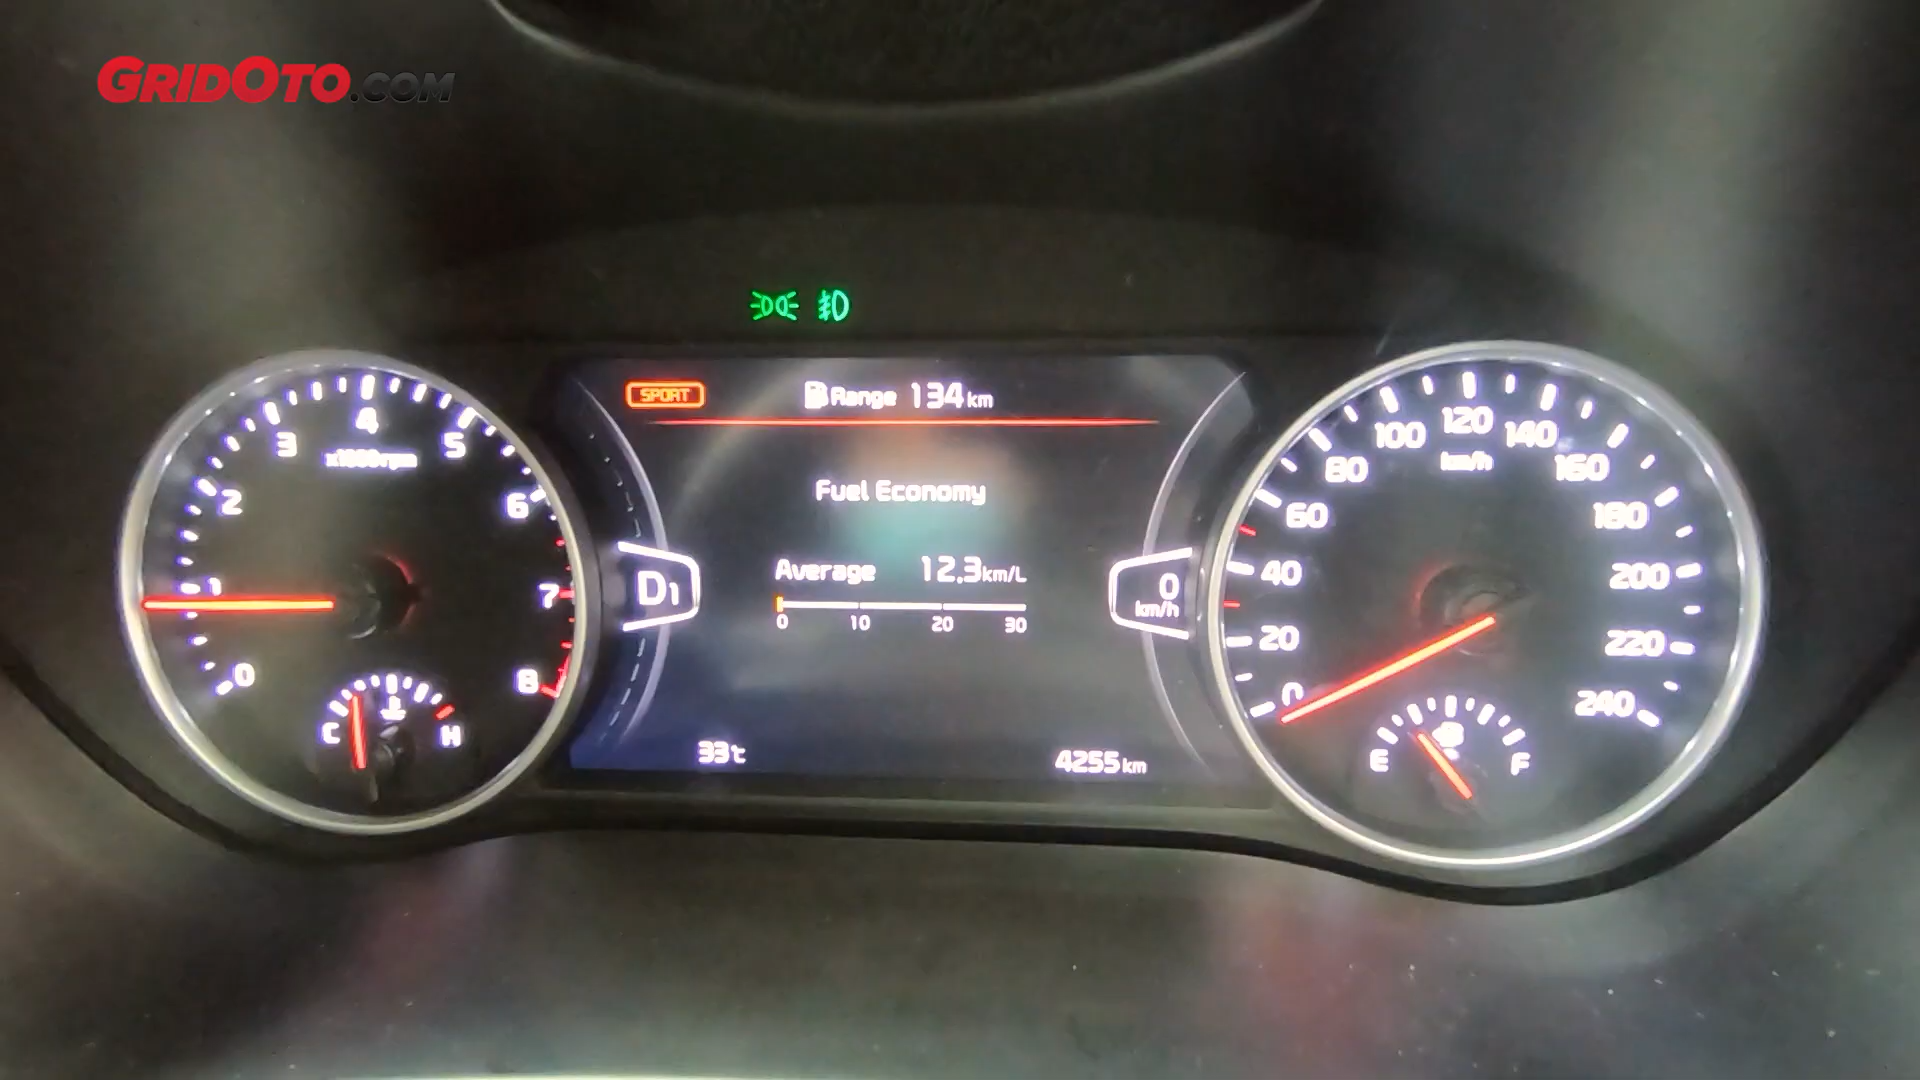 GRIDOTO.COM
SPORT
Range 134 km
Fuel Economy
Average 12,3 km/L
0 10 20 30
D1
0
km/h
33℃
4255 km
0 1 2 3 4 5 6 7 8
x1000rpm
C H
0 20 40 60 80 100 120 140 160 180 200 220 240
km/h
E F